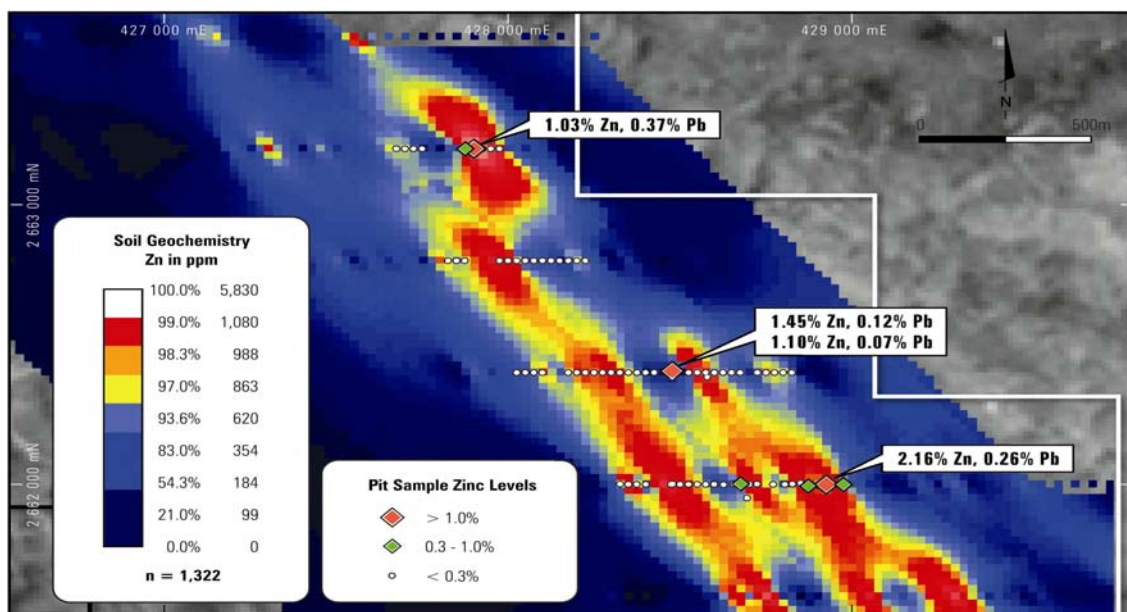 427 000 mE
428 000 mE
429 000 mE
N
0 500m
1.03% Zn, 0.37% Pb
2 663 000 mN
Soil Geochemistry
Zn in ppm
100.0% 5,830
99.0% 1,080
98.3% 988
97.0% 863
93.6% 620
83.0% 354
54.3% 184
21.0% 99
0.0% 0
n = 1,322
1.45% Zn, 0.12% Pb
1.10% Zn, 0.07% Pb
2.16% Zn, 0.26% Pb
2 662 000 mN
Pit Sample Zinc Levels
> 1.0%
0.3 - 1.0%
< 0.3%